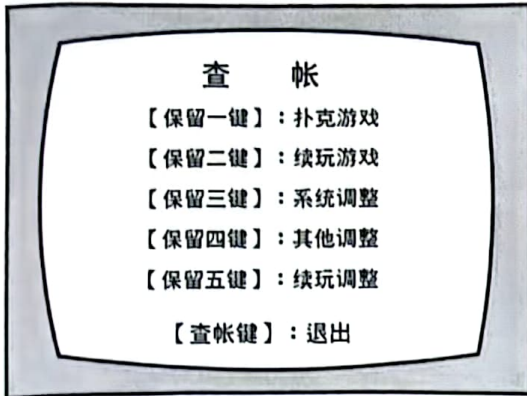 查 帐
【保留一键】：扑克游戏
【保留二键】：续玩游戏
【保留三键】：系统调整
【保留四键】：其他调整
【保留五键】：续玩调整
【查帐键】：退出